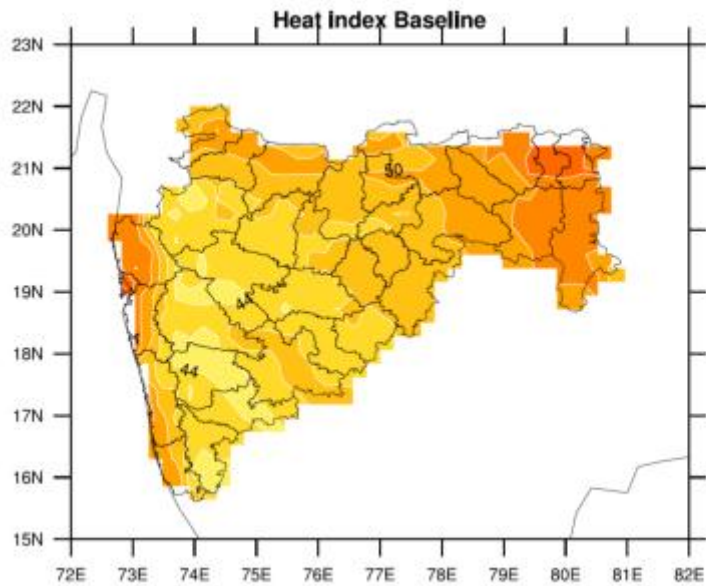 Heat index Baseline
23N
22N
21N
50
20N
19N
44
18N
44
17N
16N
15N
72E 73E 74E 75E 76E 77E 78E 79E 80E 81E 82E